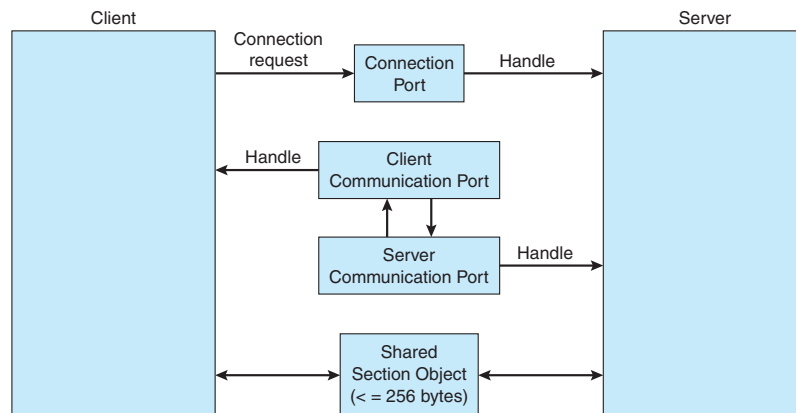 Client
Server
Connection
request
Connection
Port
Handle
Handle
Client
Communication Port
Server
Communication Port
Handle
Shared
Section Object
(< = 256 bytes)